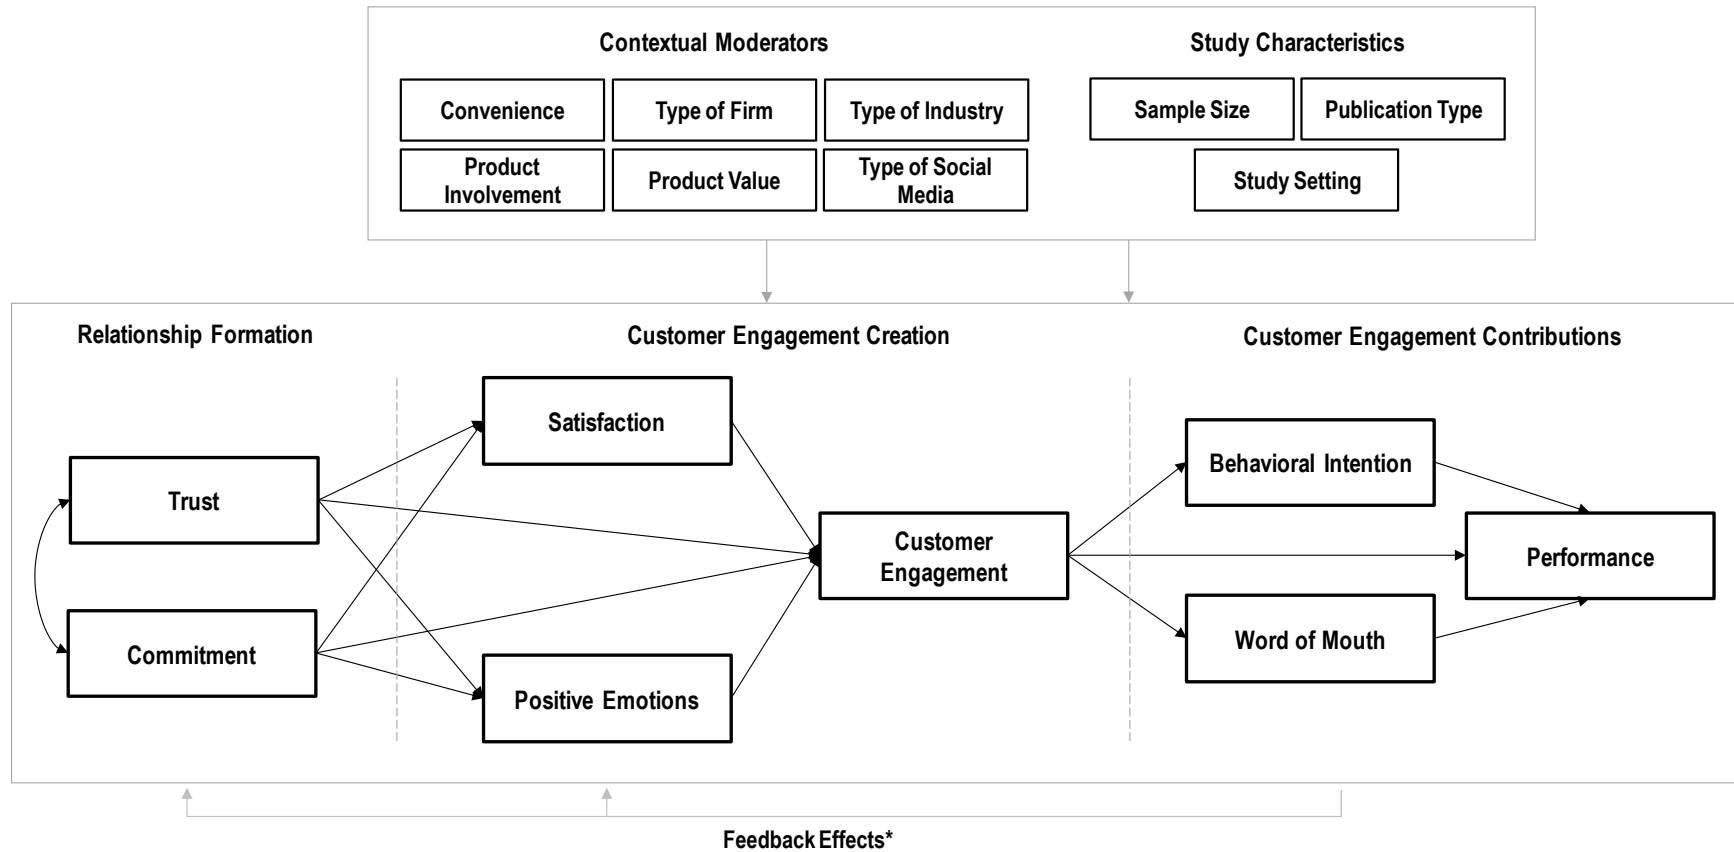 Contextual Moderators
Study Characteristics
Convenience
Type of Firm
Type of Industry
Sample Size
Publication Type
Product
Involvement
Product Value
Type of Social
Media
Study Setting
Relationship Formation
Customer Engagement Creation
Customer Engagement Contributions
Satisfaction
Behavioral Intention
Trust
Customer
Engagement
Performance
Commitment
Word of Mouth
Positive Emotions
Feedback Effects*